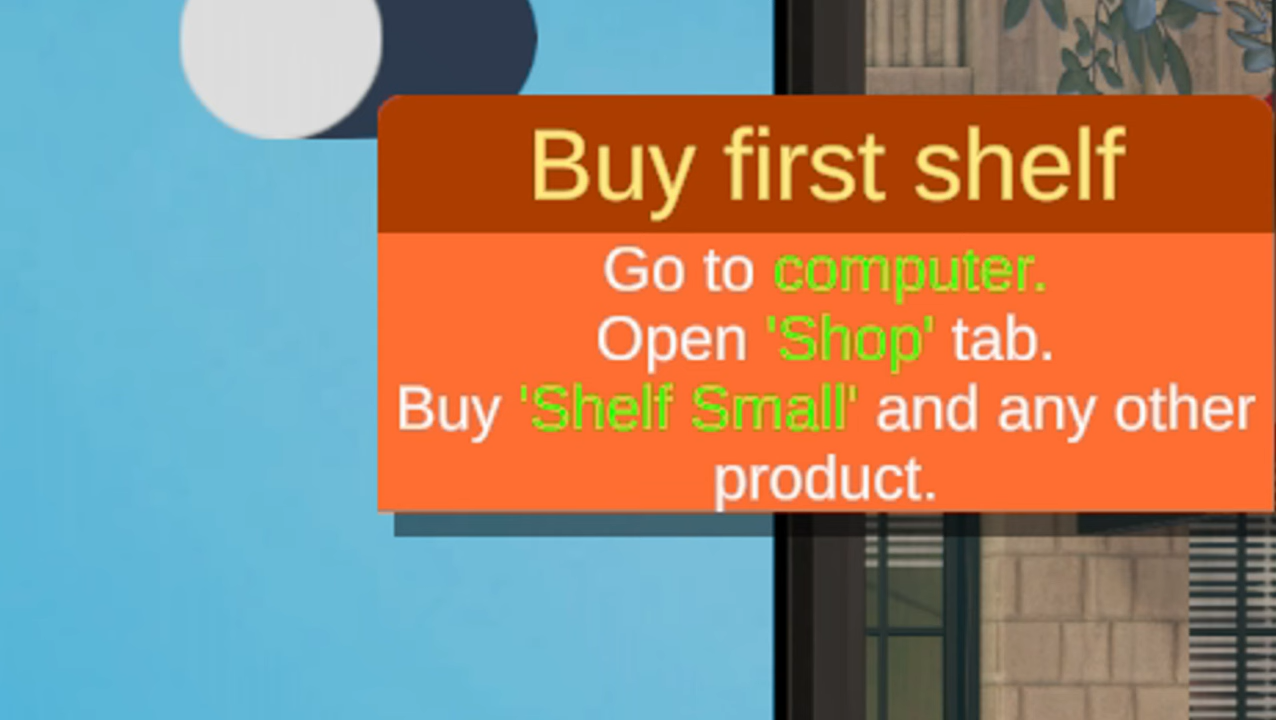 Buy first shelf
Go to computer.
Open 'Shop' tab.
Buy 'Shelf Small' and any other
product.